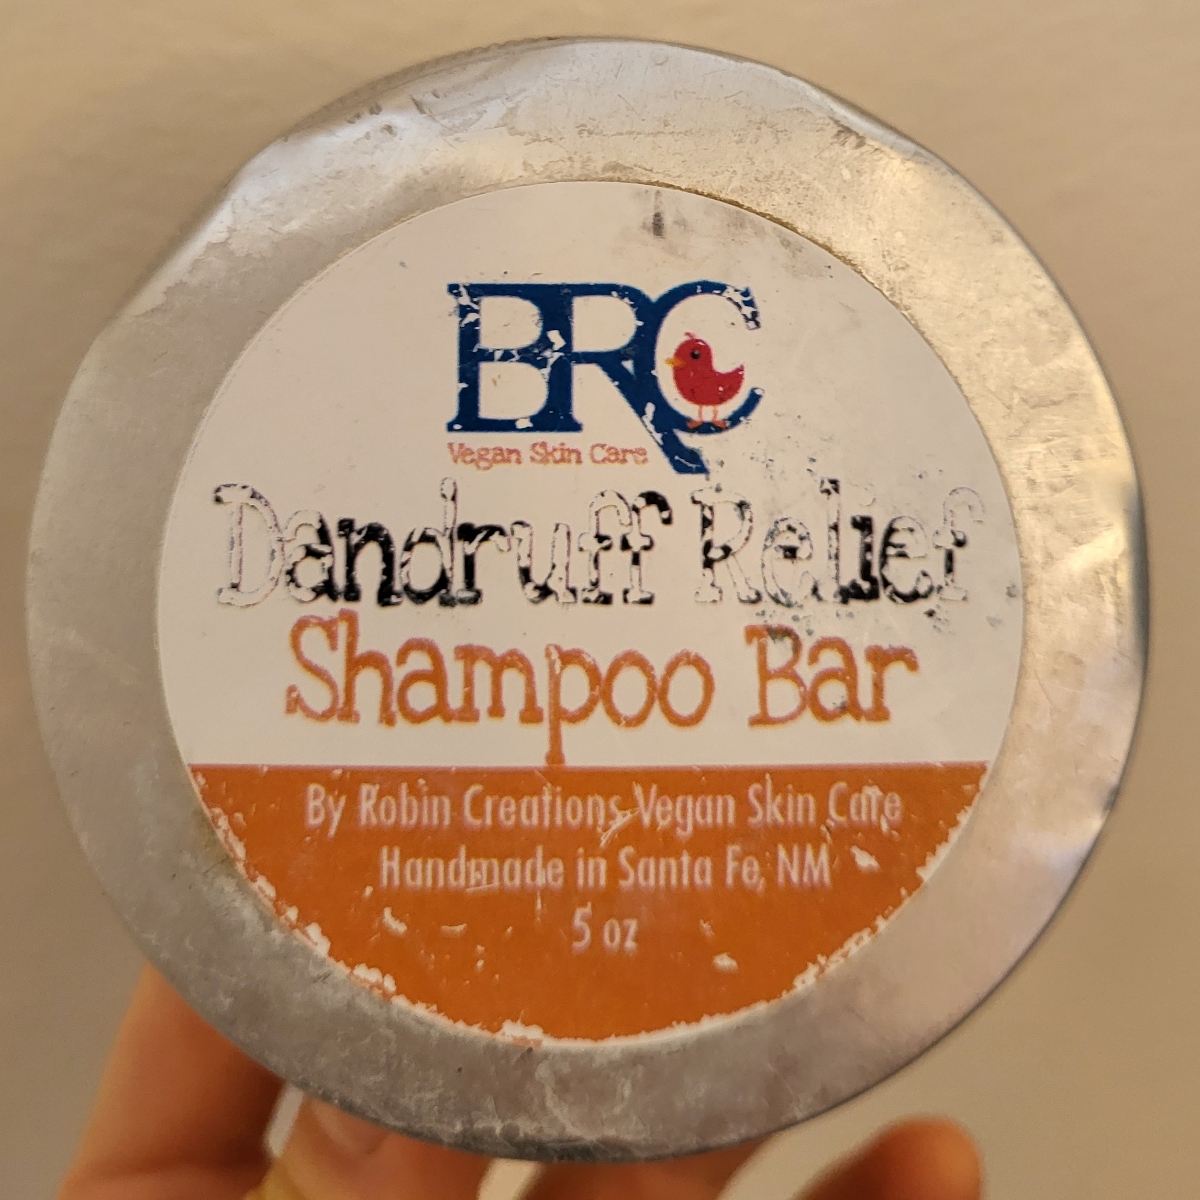 BRC
Vegan Skin Care
Dandruff Relief
Shampoo Bar
By Robin Creations Vegan Skin Care
Handmade in Santa Fe, NM
5 oz